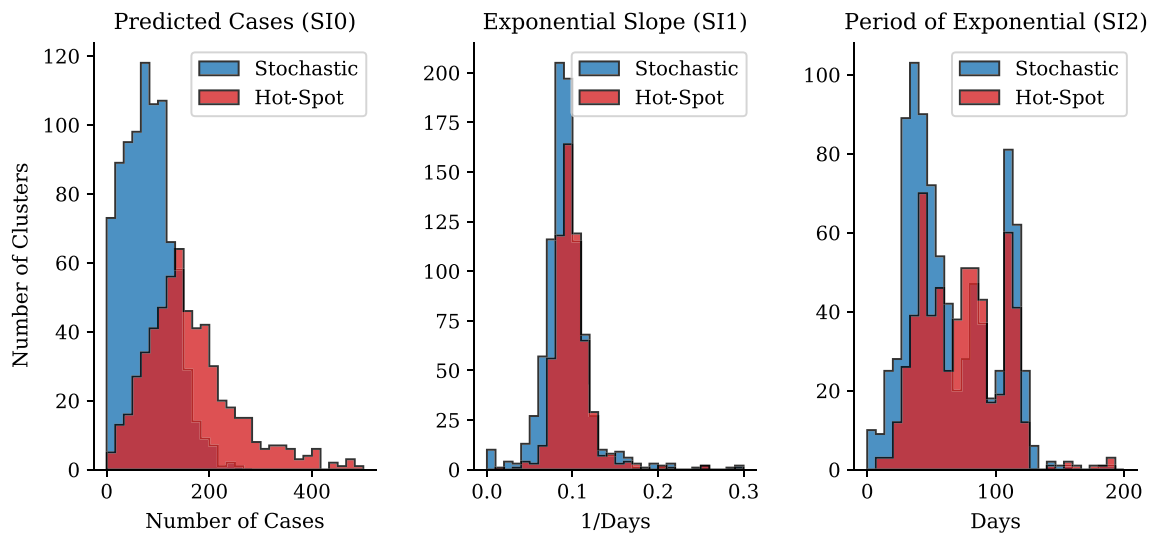 Predicted Cases (SI0)
Number of Clusters
120
100
80
60
40
20
0
Stochastic
Hot-Spot
0 200 400
Number of Cases
Exponential Slope (SI1)
200
175
150
125
100
75
50
25
0
Stochastic
Hot-Spot
0.0 0.1 0.2 0.3
1/Days
Period of Exponential (SI2)
100
80
60
40
20
0
Stochastic
Hot-Spot
0 100 200
Days